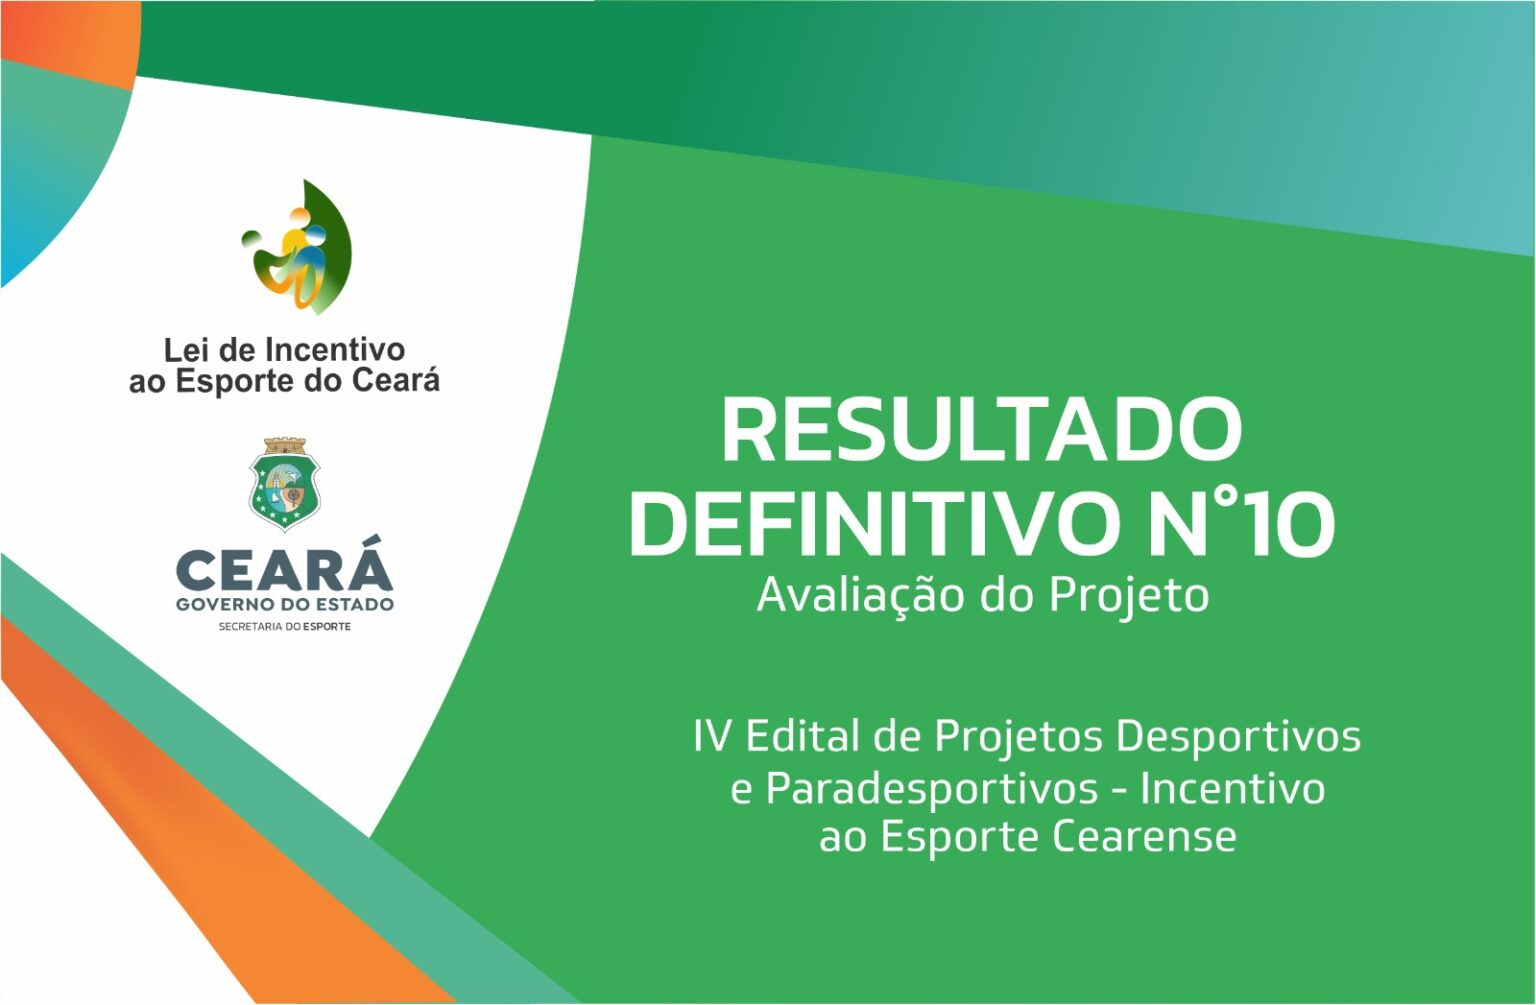 Lei de Incentivo
ao Esporte do Ceará
CEARÁ
GOVERNO DO ESTADO
SECRETARIA DO ESPORTE
RESULTADO
DEFINITIVO N°10
Avaliação do Projeto
IV Edital de Projetos Desportivos
e Paradesportivos - Incentivo
ao Esporte Cearense